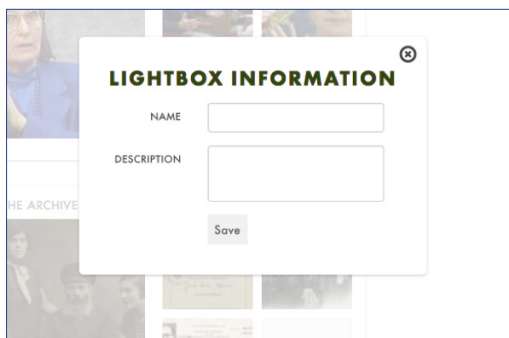 LIGHTBOX INFORMATION
NAME
DESCRIPTION
Save
HE ARCHIVE